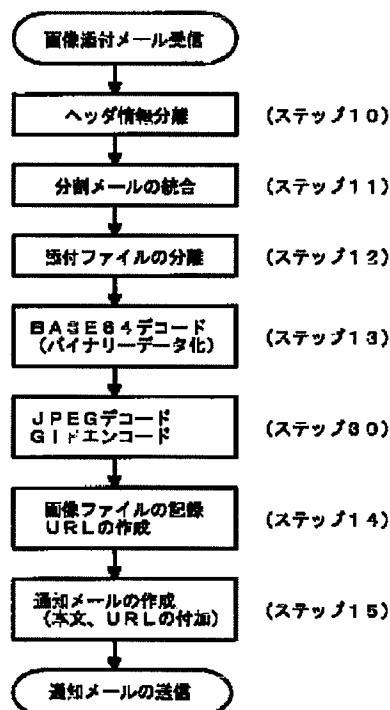 画像添付メール受信
ヘッダ情報分離 (ステップ10)
分割メールの統合 (ステップ11)
添付ファイルの分離 (ステップ12)
BASE64デコード
(バイナリーデータ化) (ステップ13)
JPEGデコード
GIFエンコード (ステップ30)
画像ファイルの記録
URLの作成 (ステップ14)
通知メールの作成
(本文、URLの付加) (ステップ15)
通知メールの送信